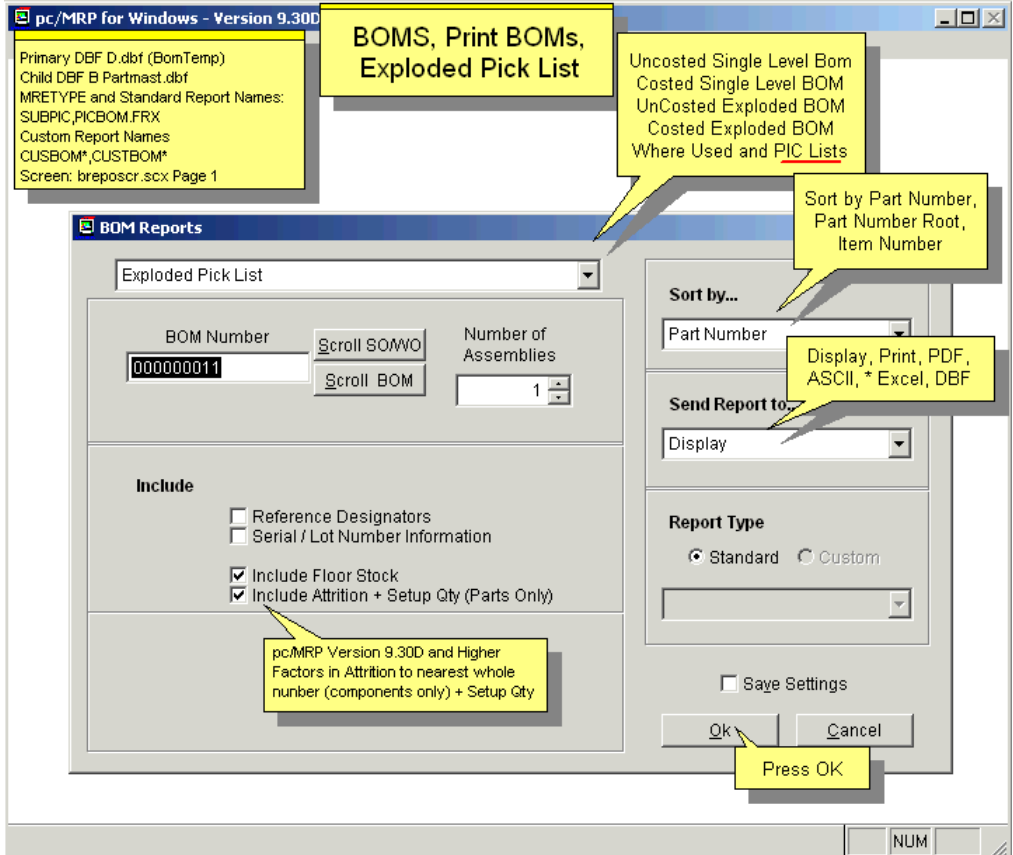 pc/MRP for Windows - Version 9.30D
Primary DBF D.dbf (BomTemp)
Child DBF B Partmast.dbf
MRETYPE and Standard Report Names:
SUBPIC,PICBOM.FRX
Custom Report Names
CUSBOM*,CUSTBOM*
Screen: breposcr.scx Page 1
BOMS, Print BOMs,
Exploded Pick List
Uncosted Single Level Bom
Costed Single Level BOM
UnCosted Exploded BOM
Costed Exploded BOM
Where Used and PIC Lists
Sort by Part Number,
Part Number Root,
Item Number
BOM Reports
Exploded Pick List
BOM Number
000000011
Scroll SO/WO
Scroll BOM
Number of
Assemblies
1
Sort by...
Part Number
Display, Print, PDF,
ASCII, * Excel, DBF
Send Report to...
Display
Include
Reference Designators
Serial / Lot Number Information
Include Floor Stock
Include Attrition + Setup Qty (Parts Only)
pc/MRP Version 9.30D and Higher
Factors in Attrition to nearest whole
nunber (components only) + Setup Qty
Report Type
Standard
Custom
Save Settings
Ok
Cancel
Press OK
NUM